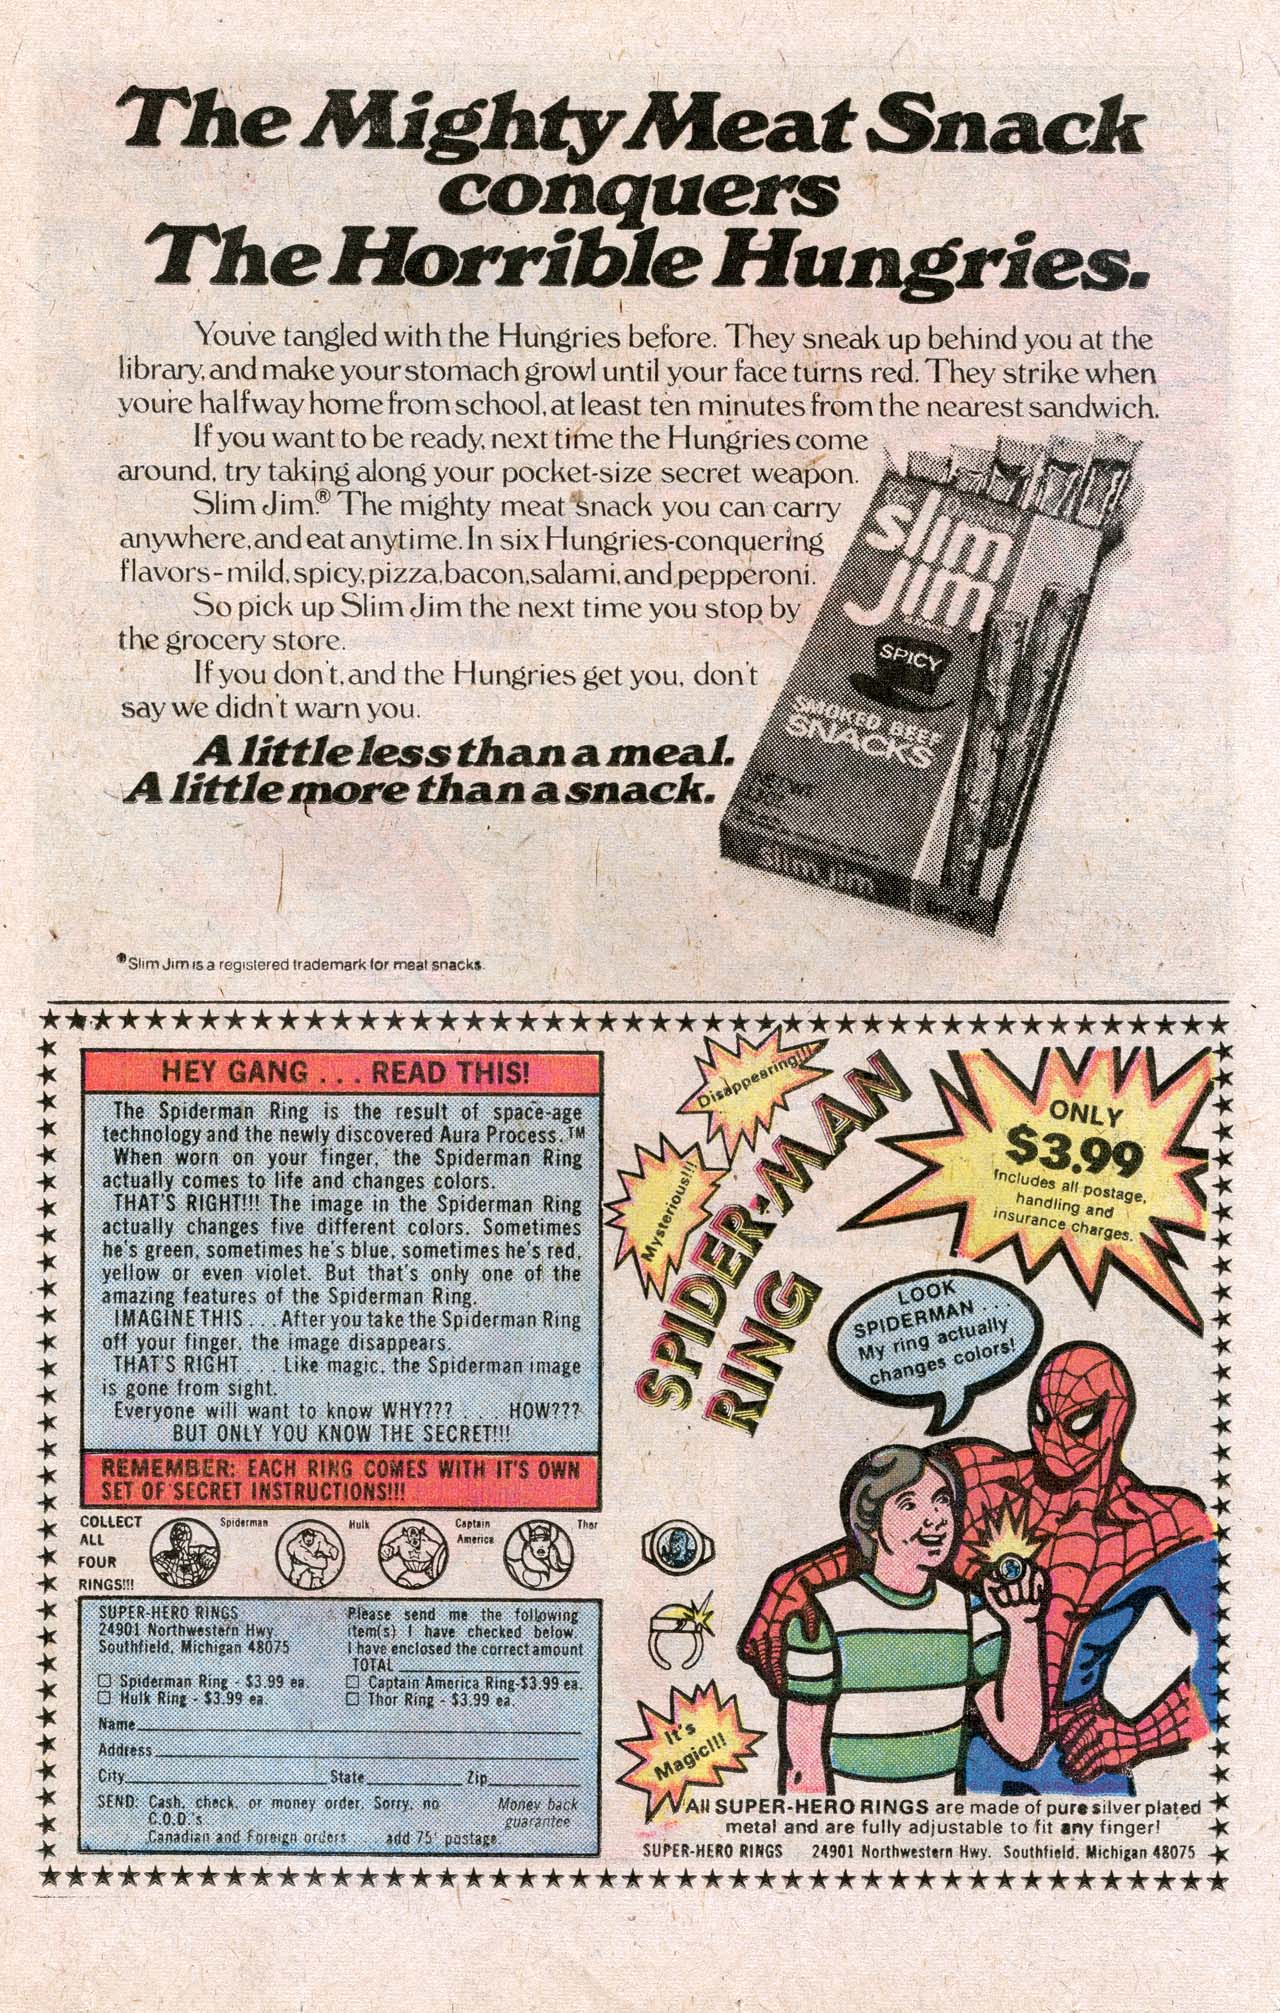 The Mighty Meat Snack
conquers
The Horrible Hungries.
You've tangled with the Hungries before. They sneak up behind you at the
library, and make your stomach growl until your face turns red. They strike when
you're halfway home from school, at least ten minutes from the nearest sandwich.
If you want to be ready, next time the Hungries come
around, try taking along your pocket-size secret weapon.
Slim Jim.® The mighty meat snack you can carry
anywhere, and eat anytime. In six Hungries-conquering
flavors-mild, spicy, pizza, bacon, salami, and pepperoni.
So pick up Slim Jim the next time you stop by
the grocery store.
If you don't, and the Hungries get you, don't
say we didn't warn you.
A little less than a meal.
A little more than a snack.
slim
Jim
SPICY
SMOKED BEEF
SNACKS
slim Jim
®Slim Jim is a registered trademark for meat snacks.
HEY GANG . . . READ THIS!
The Spiderman Ring is the result of space-age
technology and the newly discovered Aura Process.™
When worn on your finger, the Spiderman Ring
actually comes to life and changes colors.
THAT'S RIGHT!!! The image in the Spiderman Ring
actually changes five different colors. Sometimes
he's green, sometimes he's blue, sometimes he's red,
yellow or even violet. But that's only one of the
amazing features of the Spiderman Ring.
IMAGINE THIS . . . After you take the Spiderman Ring
off your finger, the image disappears.
THAT'S RIGHT . . . Like magic, the Spiderman image
is gone from sight.
Everyone will want to know WHY??? HOW???
BUT ONLY YOU KNOW THE SECRET!!!
REMEMBER: EACH RING COMES WITH IT'S OWN
SET OF SECRET INSTRUCTIONS!!!
COLLECT
ALL
FOUR
RINGS!!!
Spiderman
Hulk
Captain
America
Thor
SUPER-HERO RINGS
24901 Northwestern Hwy.
Southfield, Michigan 48075
Please send me the following
item(s) I have checked below.
I have enclosed the correct amount
TOTAL
☐ Spiderman Ring - $3.99 ea.
☐ Hulk Ring - $3.99 ea.
☐ Captain America Ring-$3.99 ea.
☐ Thor Ring - $3.99 ea.
Name
Address
City State Zip
SEND: Cash, check, or money order. Sorry, no
C.O.D.'s
Canadian and Foreign orders . . . add 75¢ postage.
Money back
guarantee
Disappearing!!!
Mysterious!!!
SPIDER-MAN
RING
ONLY
$3.99
Includes all postage,
handling and
insurance charges.
LOOK
SPIDERMAN . . .
My ring actually
changes colors!
It's
Magic!!!
All SUPER-HERO RINGS are made of pure silver plated
metal and are fully adjustable to fit any finger!
SUPER-HERO RINGS 24901 Northwestern Hwy. Southfield, Michigan 48075